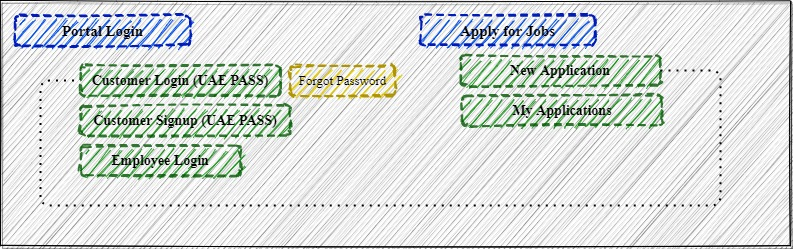 Portal Login
Apply for Jobs
Customer Login (UAE PASS)
Forgot Password
New Application
Customer Signup (UAE PASS)
My Applications
Employee Login